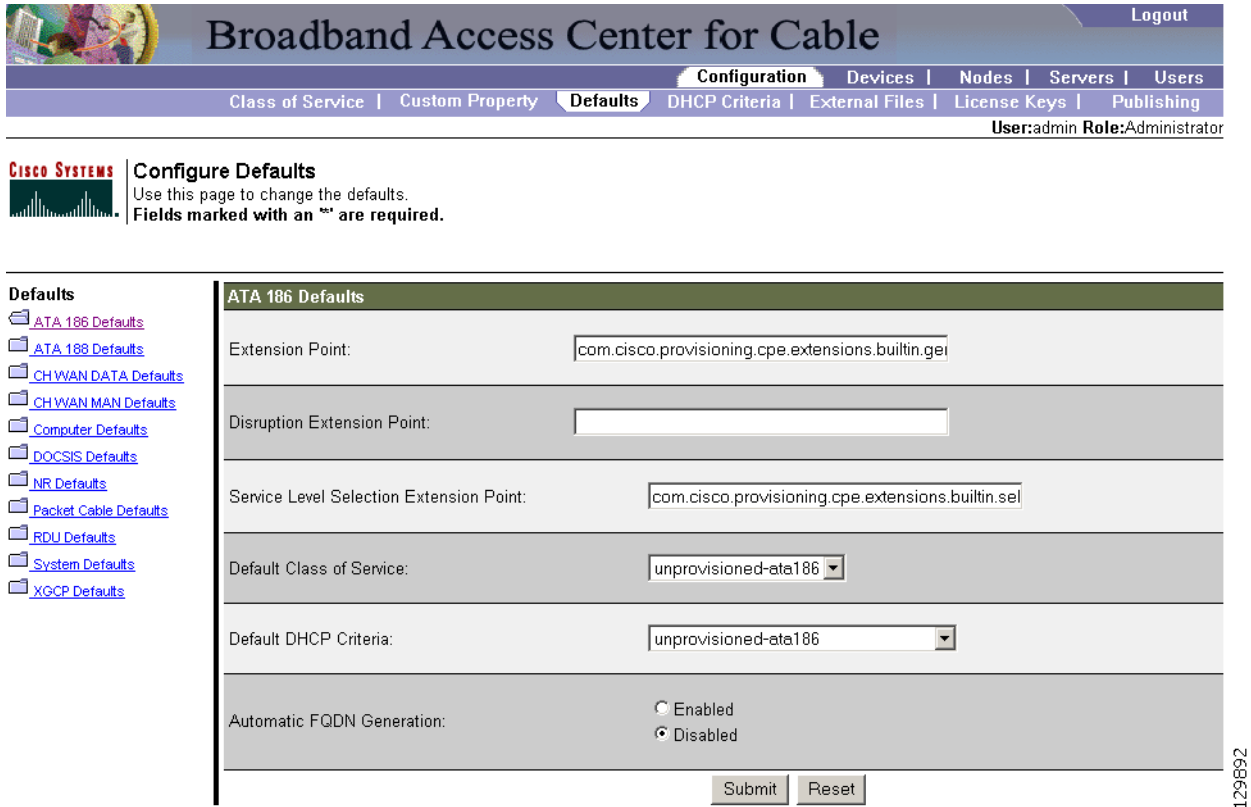 Broadband Access Center for Cable
Logout
Configuration Devices | Nodes | Servers | Users
Class of Service | Custom Property Defaults DHCP Criteria | External Files | License Keys | Publishing
User:admin Role:Administrator
CISCO SYSTEMS
Configure Defaults
Use this page to change the defaults.
Fields marked with an '*' are required.
Defaults
ATA 186 Defaults
ATA 188 Defaults
CH WAN DATA Defaults
CH WAN MAN Defaults
Computer Defaults
DOCSIS Defaults
NR Defaults
Packet Cable Defaults
RDU Defaults
System Defaults
XGCP Defaults
ATA 186 Defaults
Extension Point: com.cisco.provisioning.cpe.extensions.builtin.ger
Disruption Extension Point:
Service Level Selection Extension Point: com.cisco.provisioning.cpe.extensions.builtin.sel
Default Class of Service: unprovisioned-ata186
Default DHCP Criteria: unprovisioned-ata186
Automatic FQDN Generation:
Enabled
Disabled
Submit Reset
129892